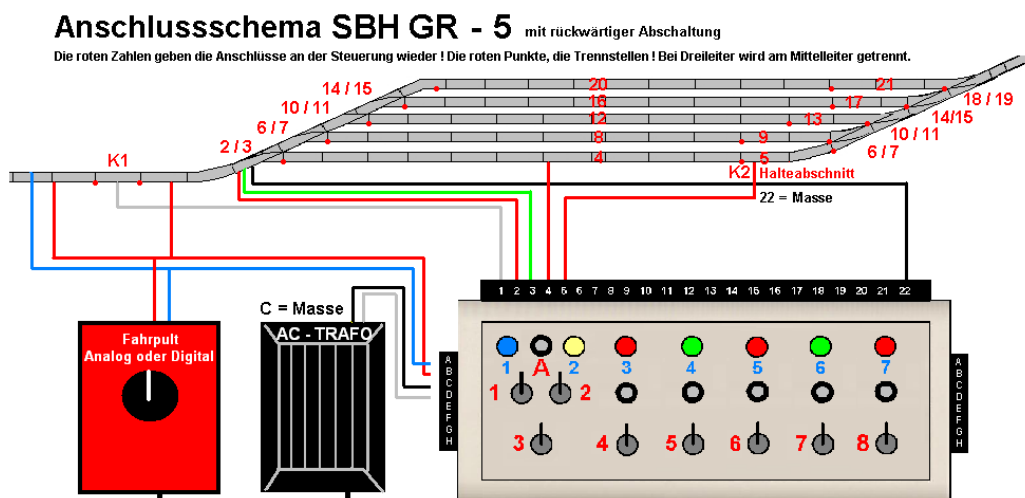 Anschlussschema SBH GR - 5 mit rückwärtiger Abschaltung
Die roten Zahlen geben die Anschlüsse an der Steuerung wieder ! Die roten Punkte, die Trennstellen ! Bei Dreileiter wird am Mittelleiter getrennt.
14 / 15
20
21
18 / 19
10 / 11
16
17
14/15
6 / 7
12
13
10 / 11
2 / 3
8
9
6 / 7
K1
4
5
K2 Halteabschnitt
22 = Masse
1 2 3 4 5 6 7 8 9 10 11 12 13 14 15 16 17 18 19 20 21 22
C = Masse
Fahrpult
Analog oder Digital
AC - TRAFO
A
B
C
D
E
F
G
H
1 A 2 3 4 5 6 7
1 2
3 4 5 6 7 8
A
B
C
D
E
F
G
H